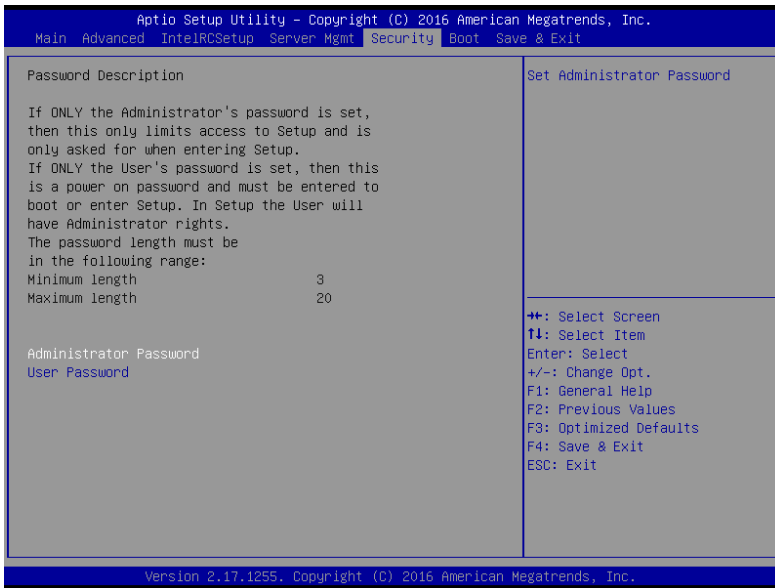 Aptio Setup Utility – Copyright (C) 2016 American Megatrends, Inc.
Main Advanced IntelRCSetup Server Mgmt Security Boot Save & Exit
Password Description
If ONLY the Administrator's password is set,
then this only limits access to Setup and is
only asked for when entering Setup.
If ONLY the User's password is set, then this
is a power on password and must be entered to
boot or enter Setup. In Setup the User will
have Administrator rights.
The password length must be
in the following range:
Minimum length 3
Maximum length 20
Administrator Password
User Password
Set Administrator Password
→←: Select Screen
↑↓: Select Item
Enter: Select
+/-: Change Opt.
F1: General Help
F2: Previous Values
F3: Optimized Defaults
F4: Save & Exit
ESC: Exit
Version 2.17.1255. Copyright (C) 2016 American Megatrends, Inc.